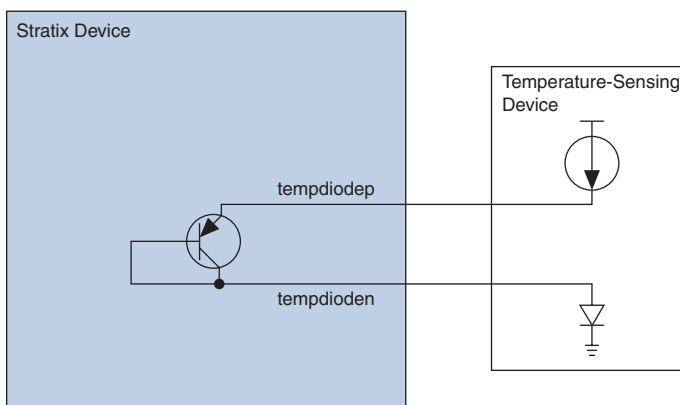 Stratix Device
Temperature-Sensing
Device
tempdiodep
tempdioden